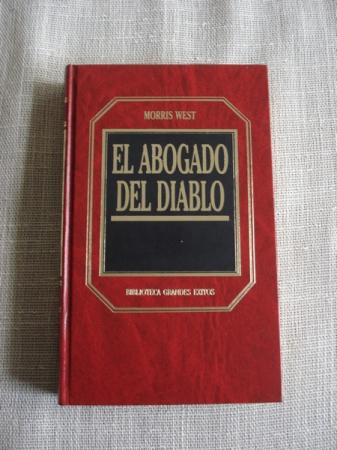 MORRIS WEST
EL ABOGADO
DEL DIABLO
BIBLIOTECA GRANDES EXITOS